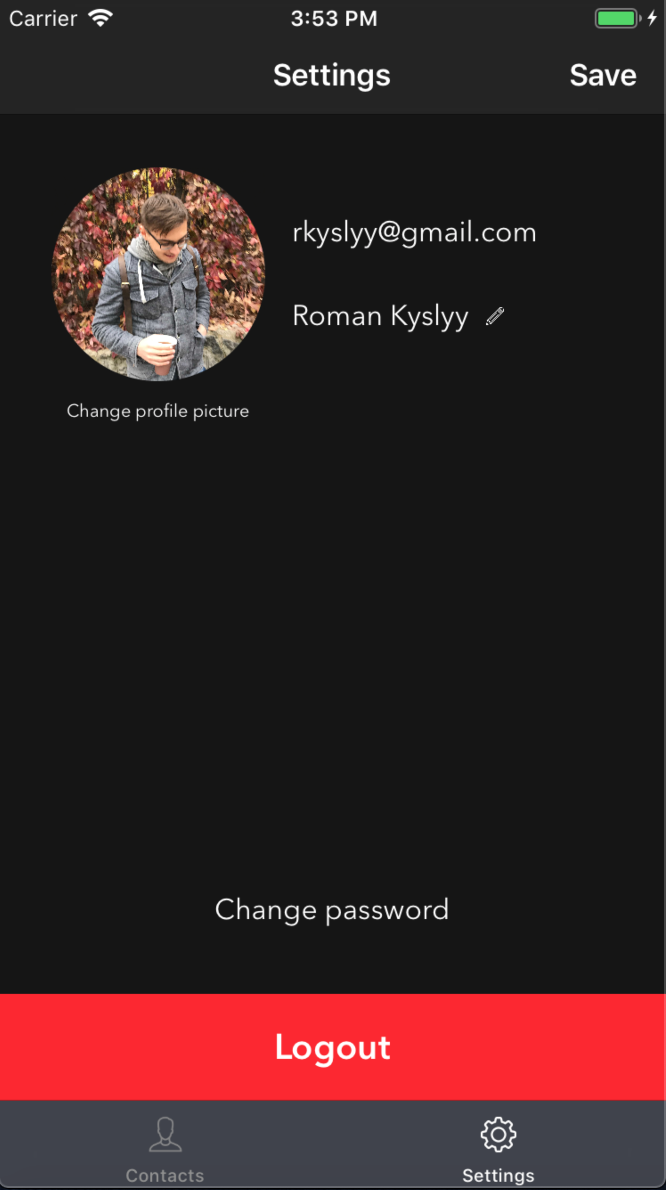 Carrier 3:53 PM
Settings Save
rkyslyy@gmail.com
Roman Kyslyy
Change profile picture
Change password
Logout
Contacts Settings